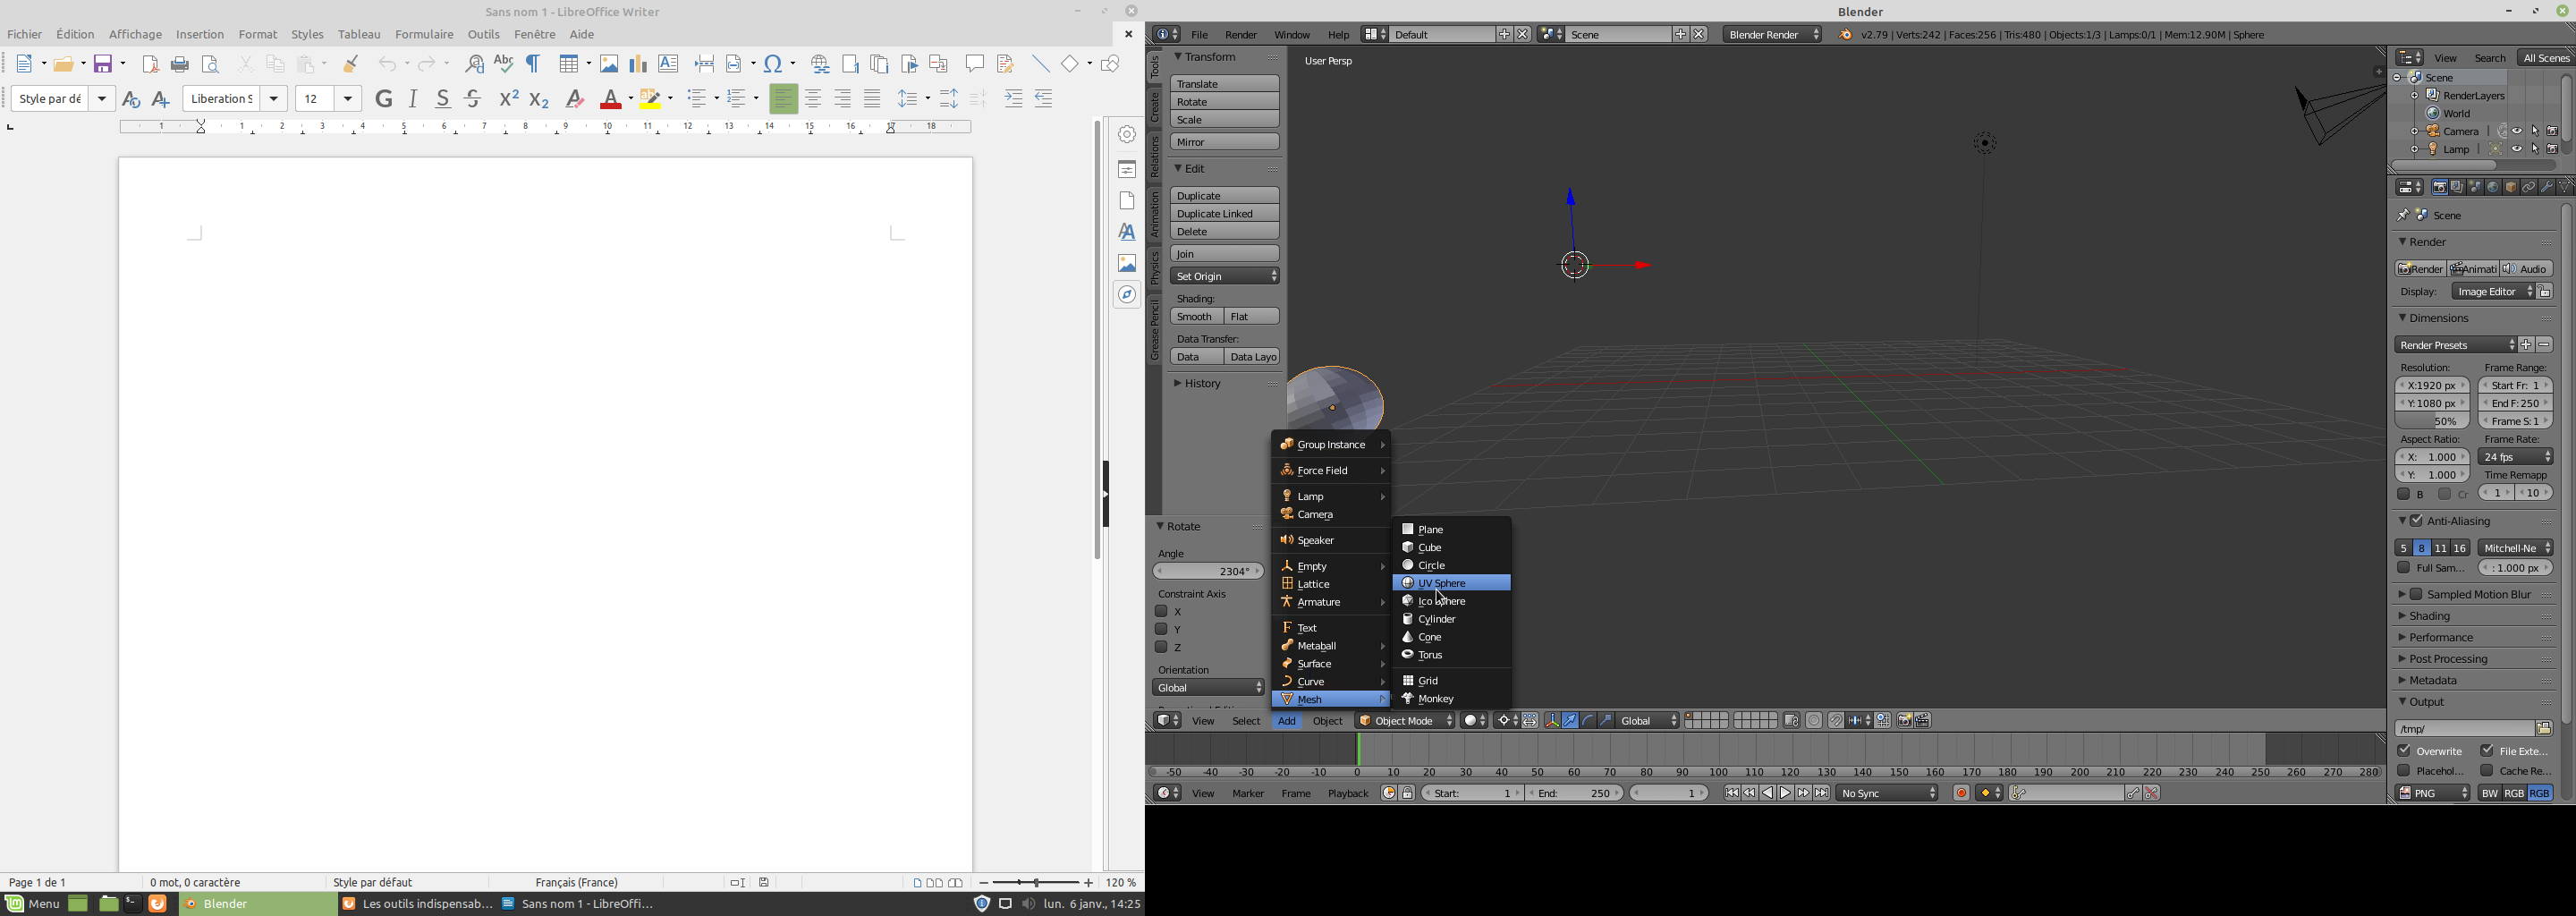 Sans nom 1 - LibreOffice Writer
Fichier Édition Affichage Insertion Format Styles Tableau Formulaire Outils Fenêtre Aide
Style par dé Liberation S 12
1 1 2 3 4 5 6 7 8 9 10 11 12 13 14 15 16 17 18
Page 1 de 1 0 mot, 0 caractère Style par défaut Français (France) 120 %
Menu Blender Les outils indispensab... Sans nom 1 - LibreOffi... lun. 6 janv., 14:25
Blender
File Render Window Help Default Scene Blender Render v2.79 | Verts:242 | Faces:256 | Tris:480 | Objects:1/3 | Lamps:0/1 | Mem:12.90M | Sphere
Tools
Create
Relations
Animation
Physics
Grease Pencil
Transform
Translate
Rotate
Scale
Mirror
Edit
Duplicate
Duplicate Linked
Delete
Join
Set Origin
Shading:
Smooth Flat
Data Transfer:
Data Data Layo
History
Rotate
Angle
2304°
Constraint Axis
X
Y
Z
Orientation
Global
User Persp
Group Instance
Force Field
Lamp
Camera
Speaker
Empty
Lattice
Armature
Text
Metaball
Surface
Curve
Mesh
Plane
Cube
Circle
UV Sphere
Ico Sphere
Cylinder
Cone
Torus
Grid
Monkey
View Select Add Object Object Mode Global
-50 -40 -30 -20 -10 0 10 20 30 40 50 60 70 80 90 100 110 120 130 140 150 160 170 180 190 200 210 220 230 240 250 260 270 280
View Marker Frame Playback Start: 1 End: 250 1 No Sync
View Search All Scenes
Scene
RenderLayers
World
Camera
Lamp
Scene
Render
Render Animati Audio
Display: Image Editor
Dimensions
Render Presets
Resolution: Frame Range:
X:1920 px Start Fr: 1
Y:1080 px End F:250
50% Frame S:1
Aspect Ratio: Frame Rate:
X: 1.000 24 fps
Y: 1.000 Time Remapp
B Cr 1 10
Anti-Aliasing
5 8 11 16 Mitchell-Ne
Full Sam... : 1.000 px
Sampled Motion Blur
Shading
Performance
Post Processing
Metadata
Output
/tmp/
Overwrite File Exte...
Placehol... Cache Re...
PNG BW RGB RGB